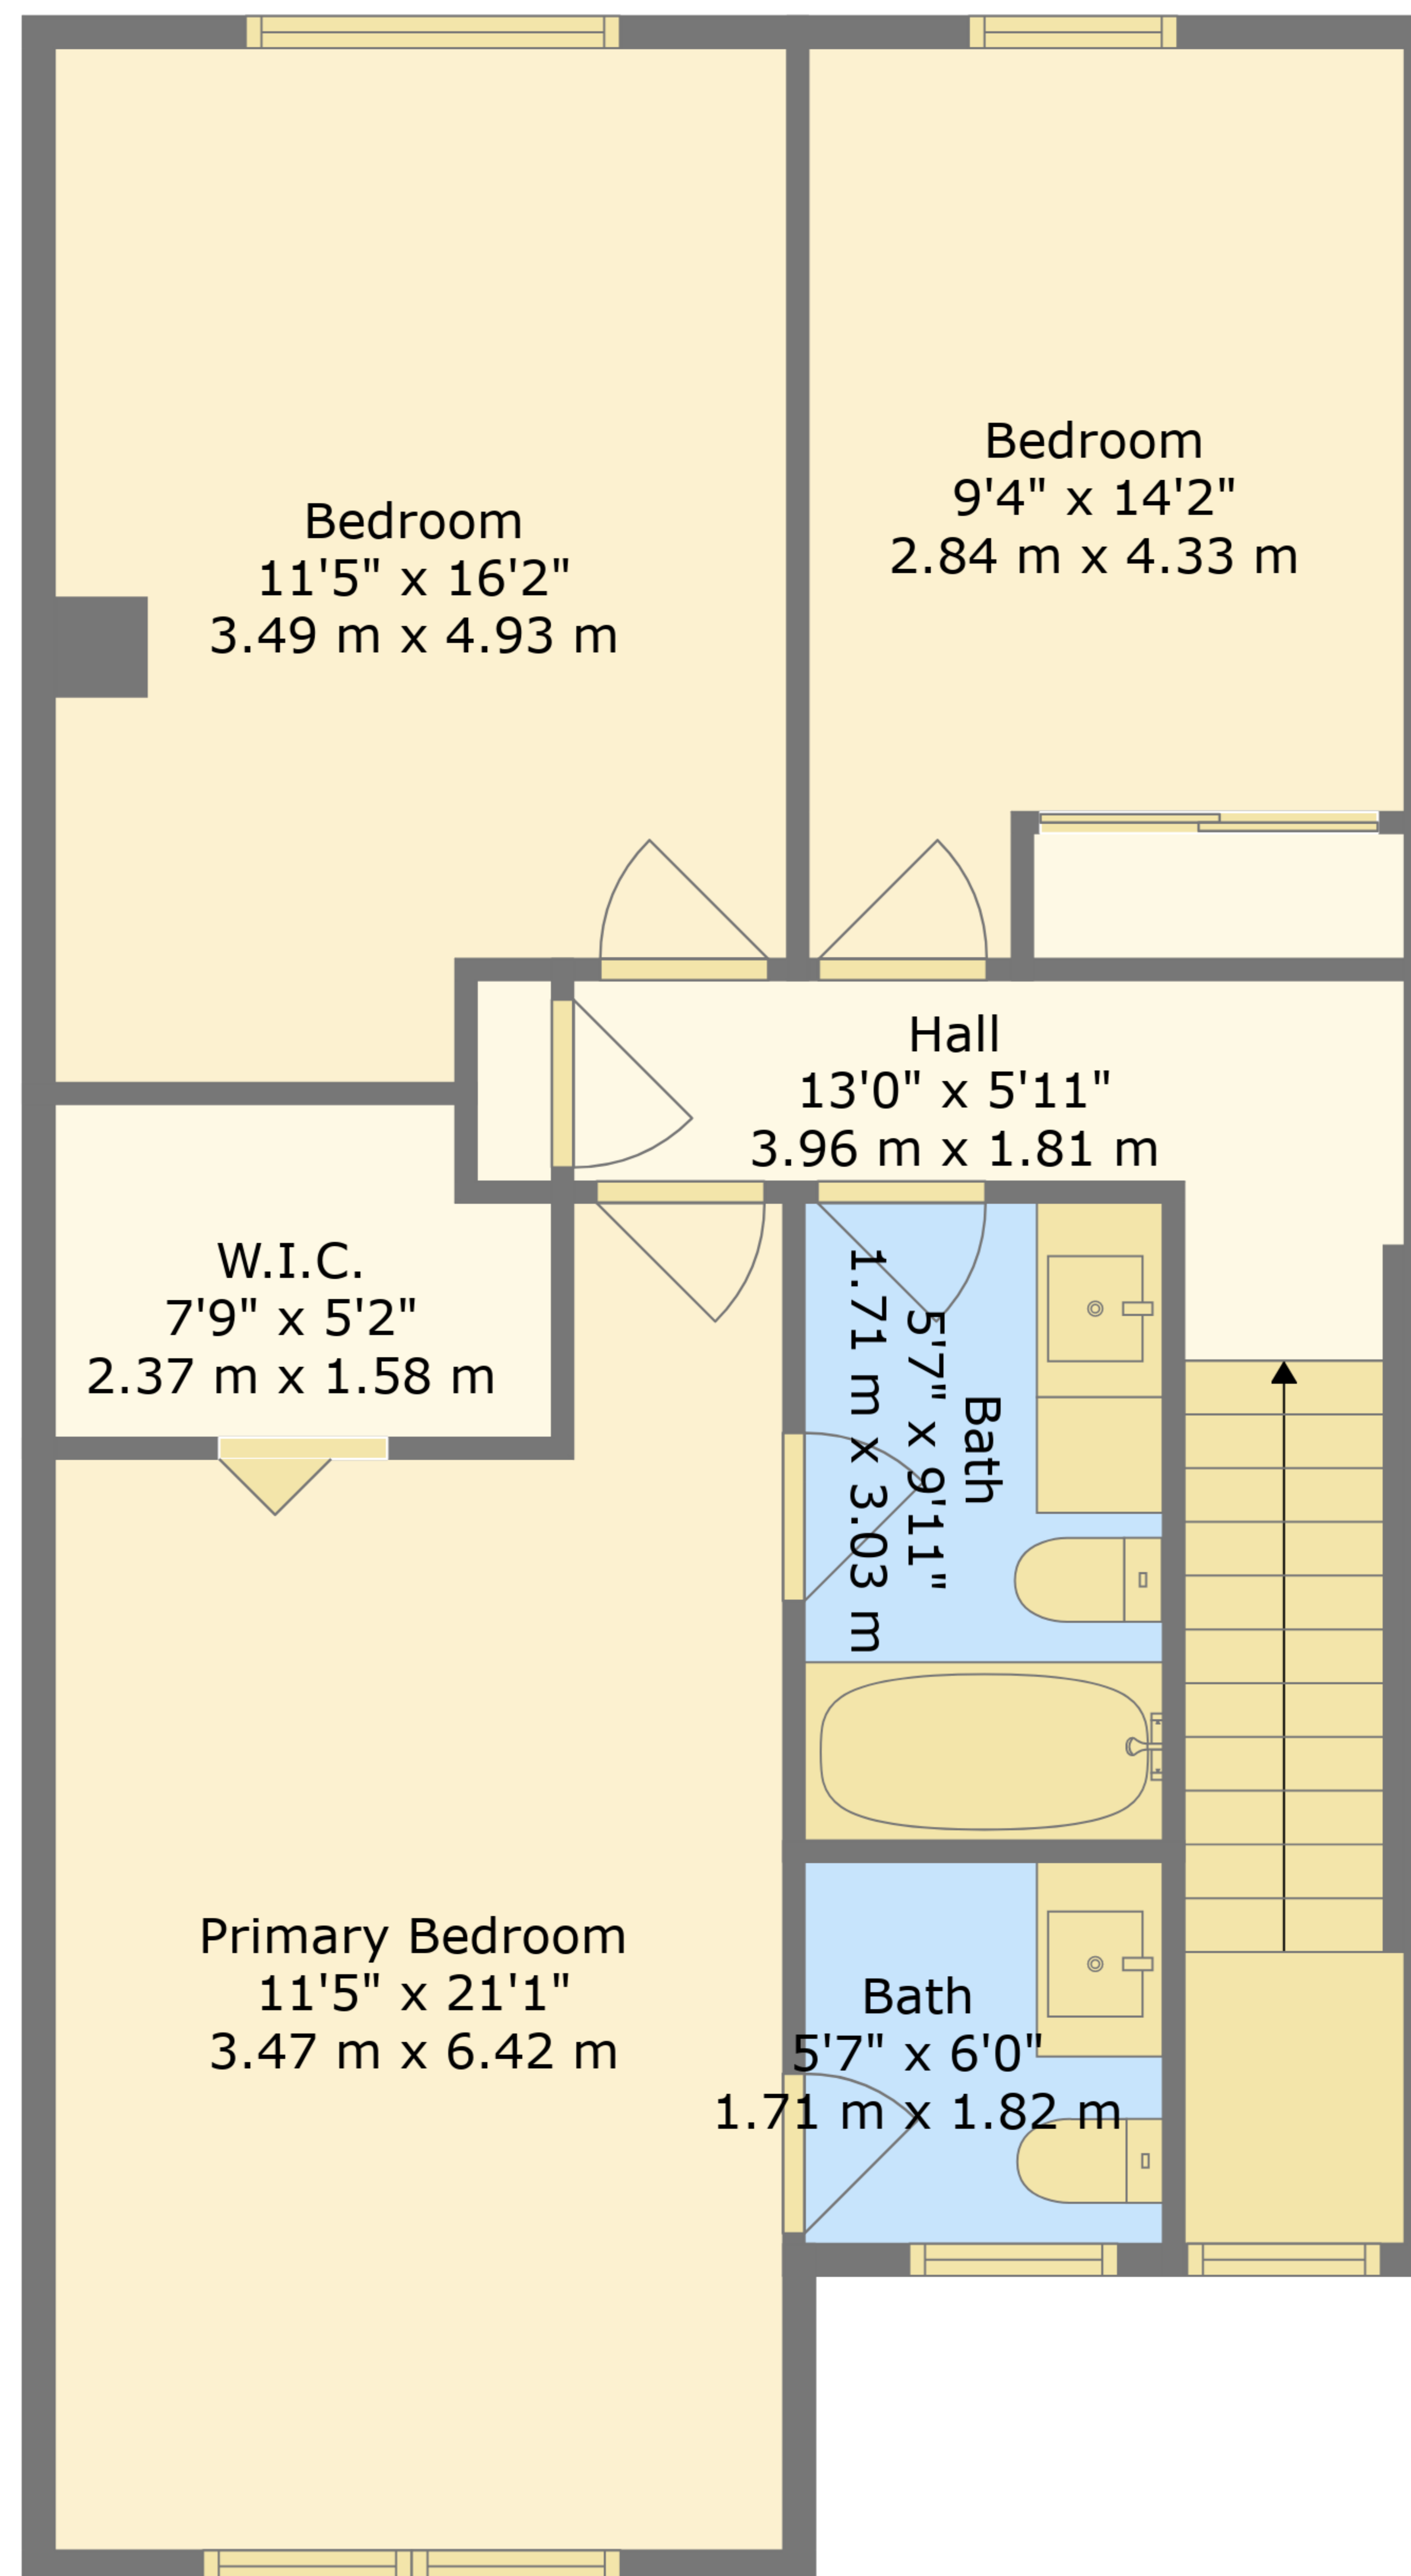 Bedroom
9'4" x 14'2"
2.84 m x 4.33 m
Bedroom
11'5" x 16'2"
3.49 m x 4.93 m
Hall
13'0" x 5'11"
3.96 m x 1.81 m
W.I.C.
7'9" x 5'2"
2.37 m x 1.58 m
Bath
5'7" x 9'11"
1.71 m x 3.03 m
Primary Bedroom
11'5" x 21'1"
3.47 m x 6.42 m
Bath
5'7" x 6'0"
1.71 m x 1.82 m